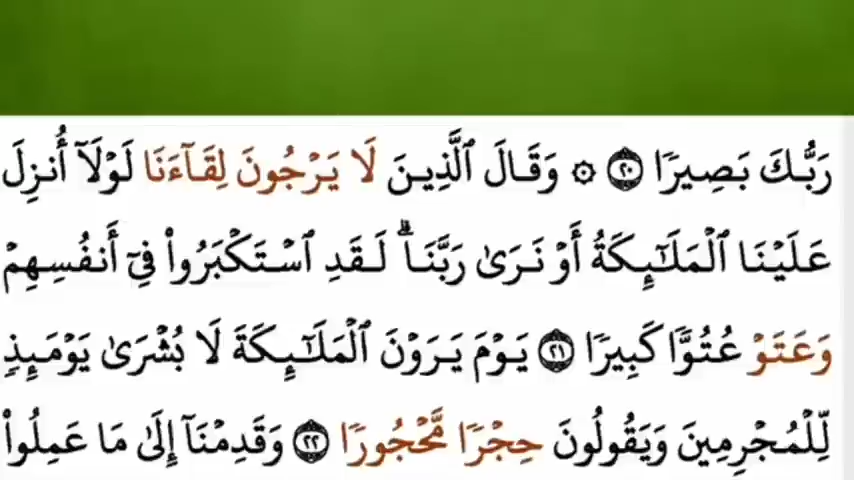 رَبُّكَ بَصِيرٗا ٢٠ ۞ وَقَالَ ٱلَّذِينَ لَا يَرۡجُونَ لِقَآءَنَا لَوۡلَآ أُنزِلَ
عَلَيۡنَا ٱلۡمَلَٰٓئِكَةُ أَوۡ نَرَىٰ رَبَّنَاۗ لَقَدِ ٱسۡتَكۡبَرُواْ فِيٓ أَنفُسِهِمۡ
وَعَتَوۡ عُتُوّٗا كَبِيرٗا ٢١ يَوۡمَ يَرَوۡنَ ٱلۡمَلَٰٓئِكَةَ لَا بُشۡرَىٰ يَوۡمَئِذٖ
لِّلۡمُجۡرِمِينَ وَيَقُولُونَ حِجۡرٗا مَّحۡجُورٗا ٢٢ وَقَدِمۡنَآ إِلَىٰ مَا عَمِلُواْ